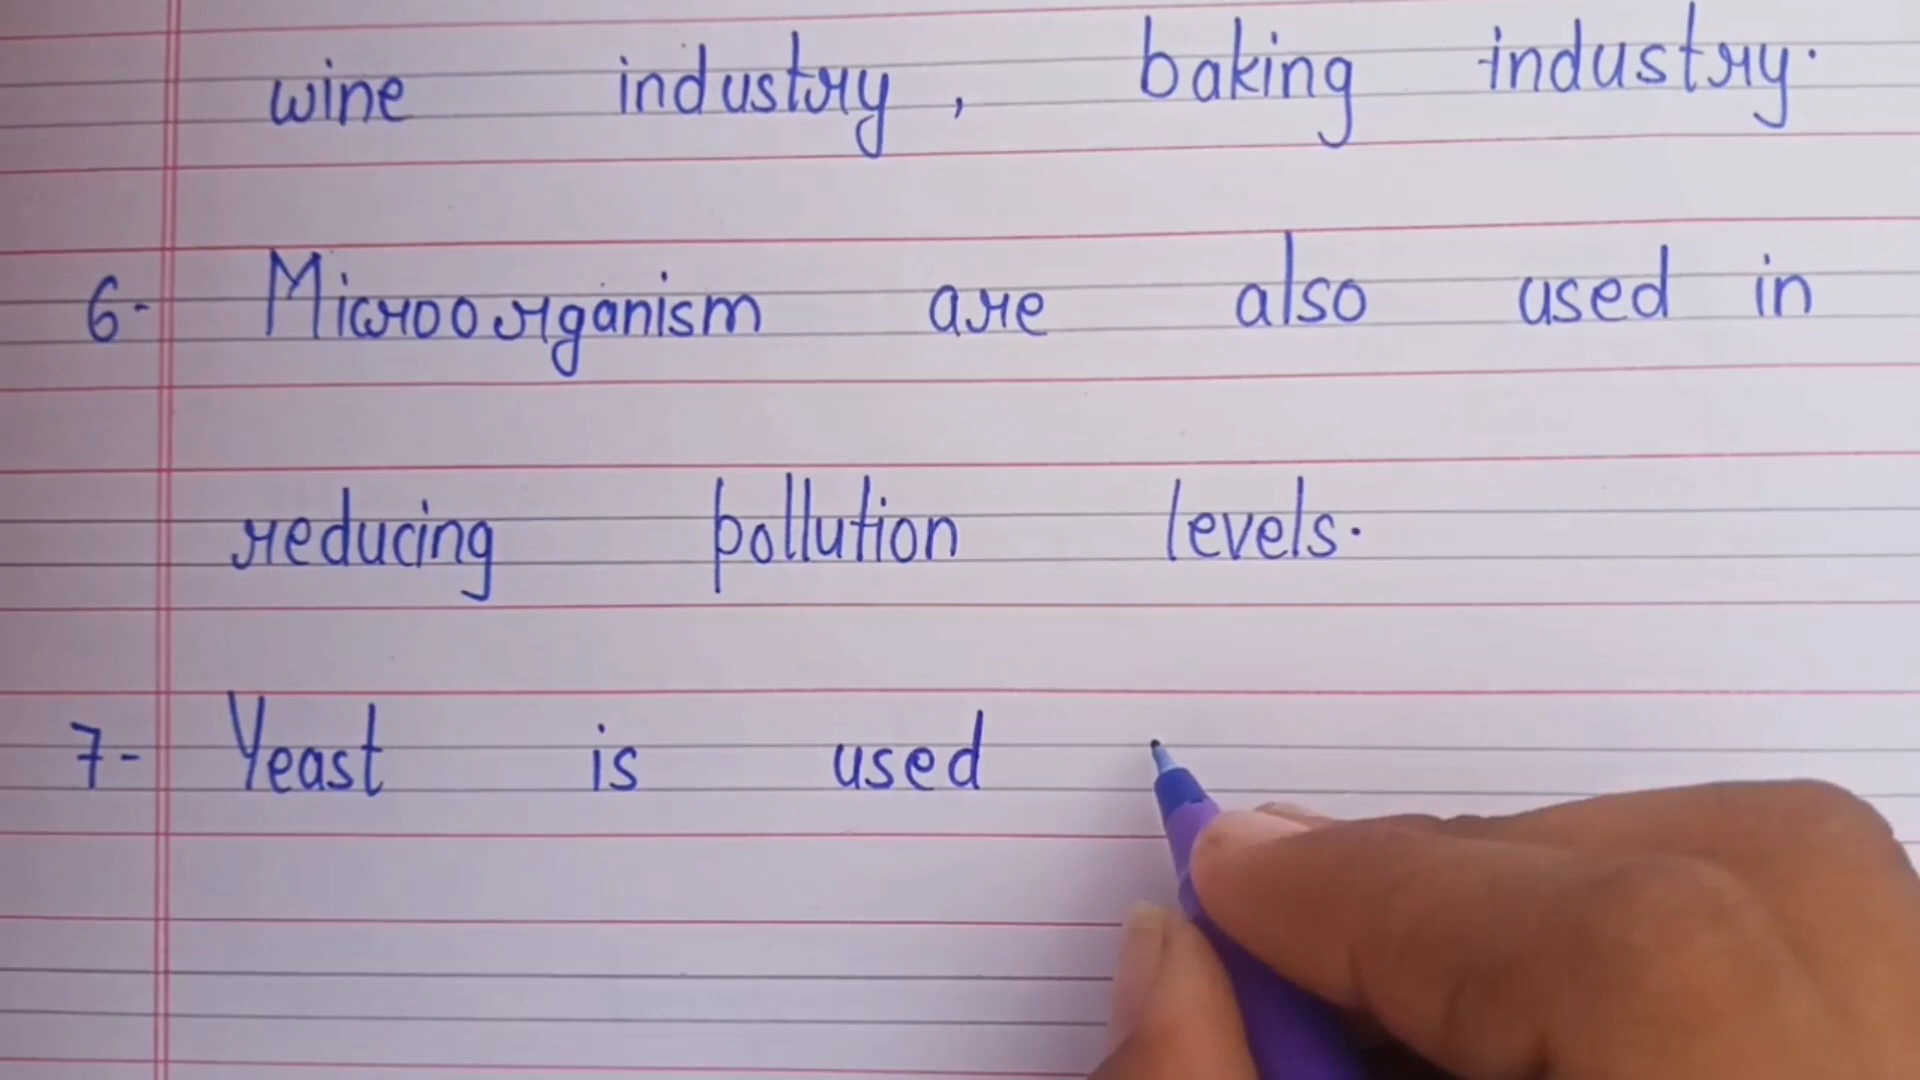 wine industry, baking industry.
6- Microorganism are also used in
reducing pollution levels.
7- Yeast is used